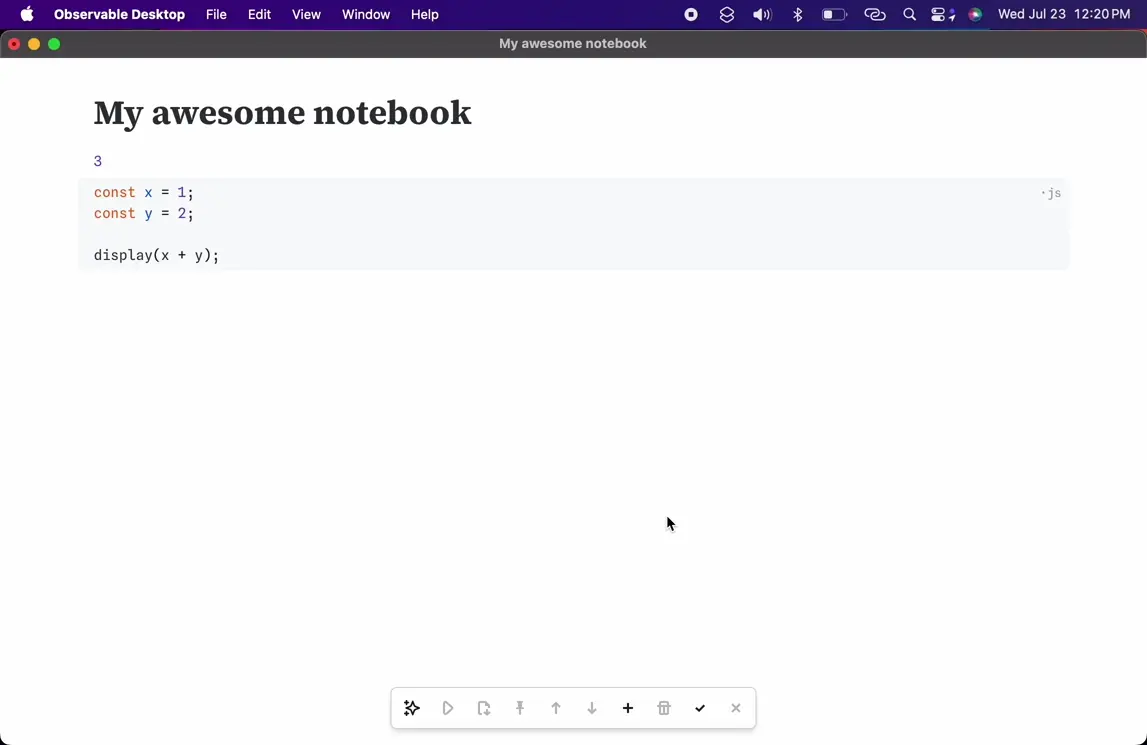 Observable Desktop File Edit View Window Help Wed Jul 23 12:20 PM
My awesome notebook
My awesome notebook
3
const x = 1; ·js
const y = 2;
display(x + y);